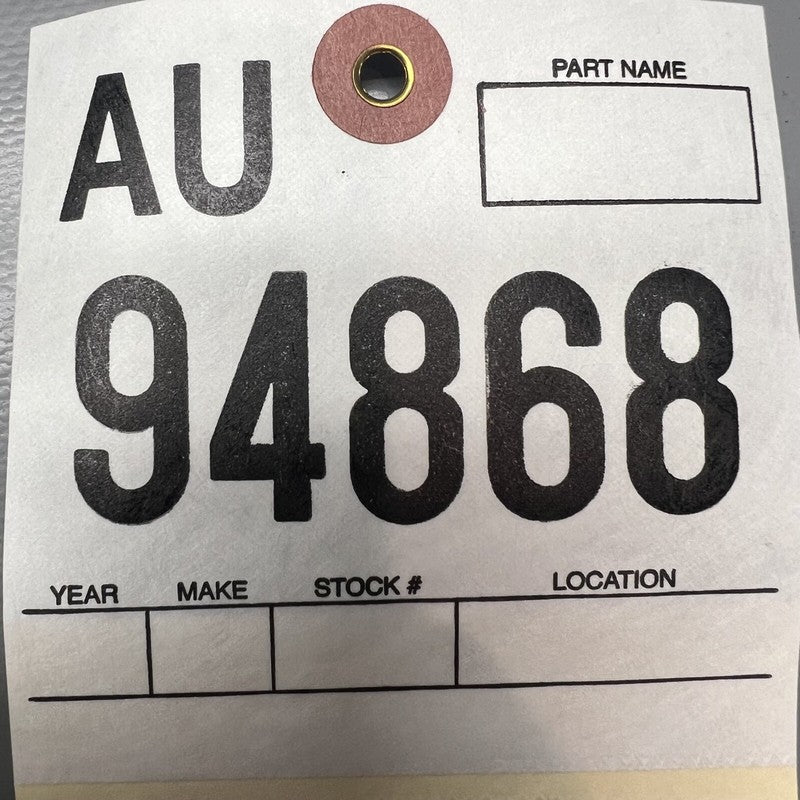 AU
PART NAME
94868
YEAR MAKE STOCK # LOCATION